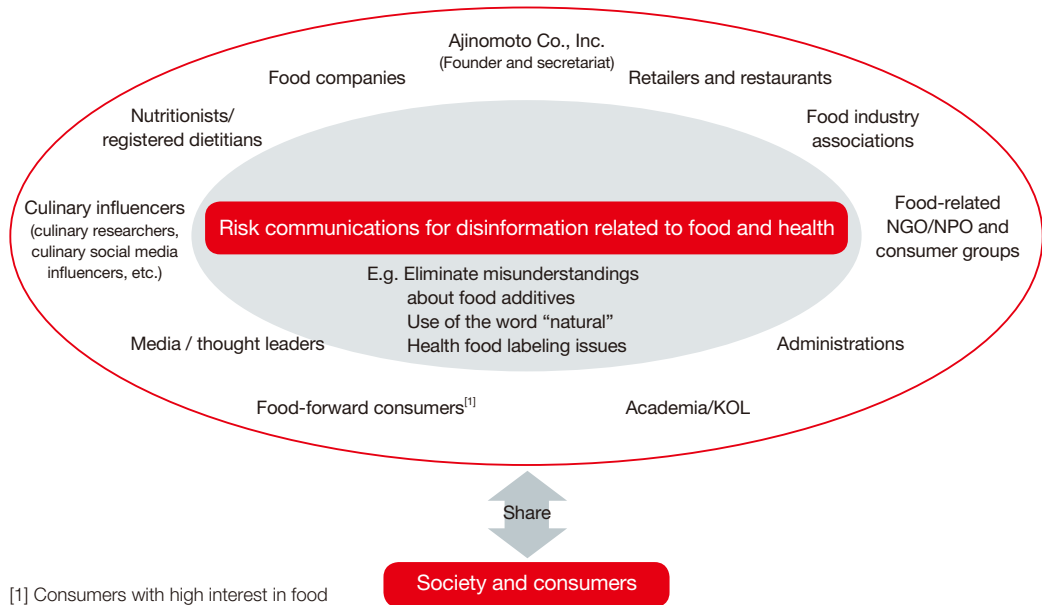 Ajinomoto Co., Inc.
(Founder and secretariat)
Food companies
Retailers and restaurants
Nutritionists/
registered dietitians
Food industry
associations
Culinary influencers
(culinary researchers,
culinary social media
influencers, etc.)
Risk communications for disinformation related to food and health
Food-related
NGO/NPO and
consumer groups
E.g. Eliminate misunderstandings
about food additives
Use of the word “natural”
Health food labeling issues
Media / thought leaders
Administrations
Food-forward consumers[1]
Academia/KOL
Share
Society and consumers
[1] Consumers with high interest in food